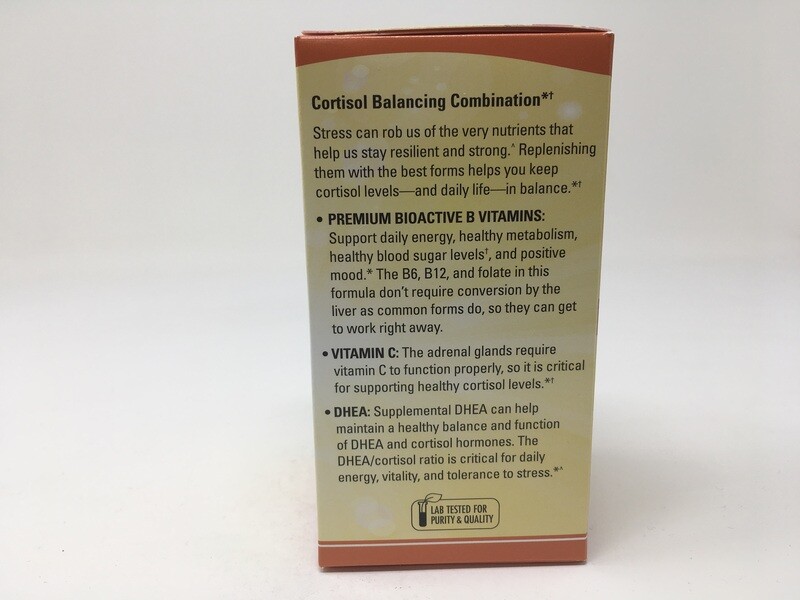 Cortisol Balancing Combination*†
Stress can rob us of the very nutrients that
help us stay resilient and strong.^ Replenishing
them with the best forms helps you keep
cortisol levels—and daily life—in balance.*†
• PREMIUM BIOACTIVE B VITAMINS:
Support daily energy, healthy metabolism,
healthy blood sugar levels†, and positive
mood.* The B6, B12, and folate in this
formula don't require conversion by the
liver as common forms do, so they can get
to work right away.
• VITAMIN C: The adrenal glands require
vitamin C to function properly, so it is critical
for supporting healthy cortisol levels.*†
• DHEA: Supplemental DHEA can help
maintain a healthy balance and function
of DHEA and cortisol hormones. The
DHEA/cortisol ratio is critical for daily
energy, vitality, and tolerance to stress.*^
LAB TESTED FOR
PURITY & QUALITY